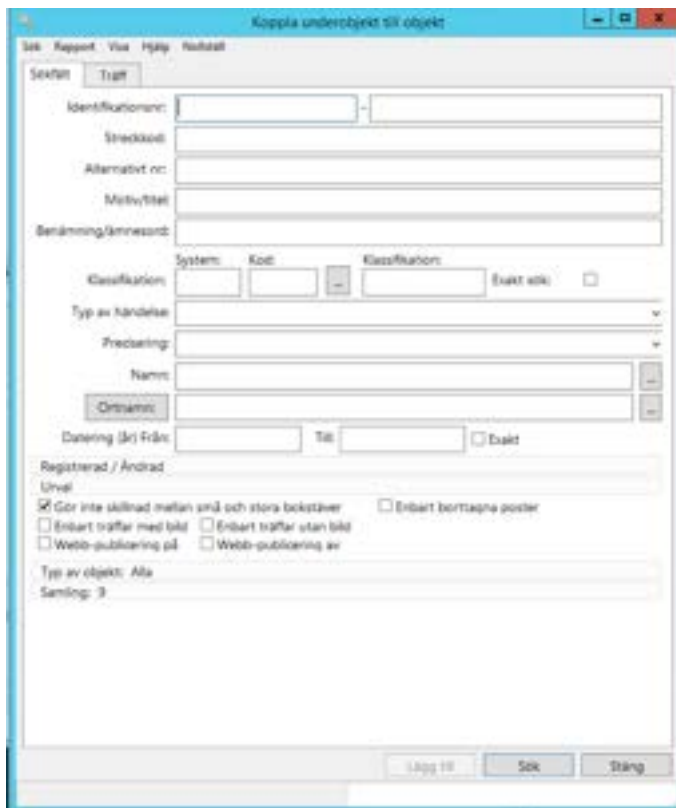 Koppla underobjekt till objekt
Sök Rapport Visa Hjälp Nollställ
Sökfält Träff
Identifikationsnr: -
Streckkod:
Alternativt nr:
Motiv/titel:
Benämning/ämnesord:
System: Kod: Klassifikation:
Klassifikation: ... Exakt sök:
Typ av händelse:
Precisering:
Namn: ...
Ortnamn: ...
Datering (år) Från: Till: Exakt
Registrerad / Ändrad
Urval
Gör inte skillnad mellan små och stora bokstäver Enbart borttagna poster
Enbart träffar med bild Enbart träffar utan bild
Webb-publicering på Webb-publicering av
Typ av objekt: Alla
Samling: 3
Lägg till Sök Stäng